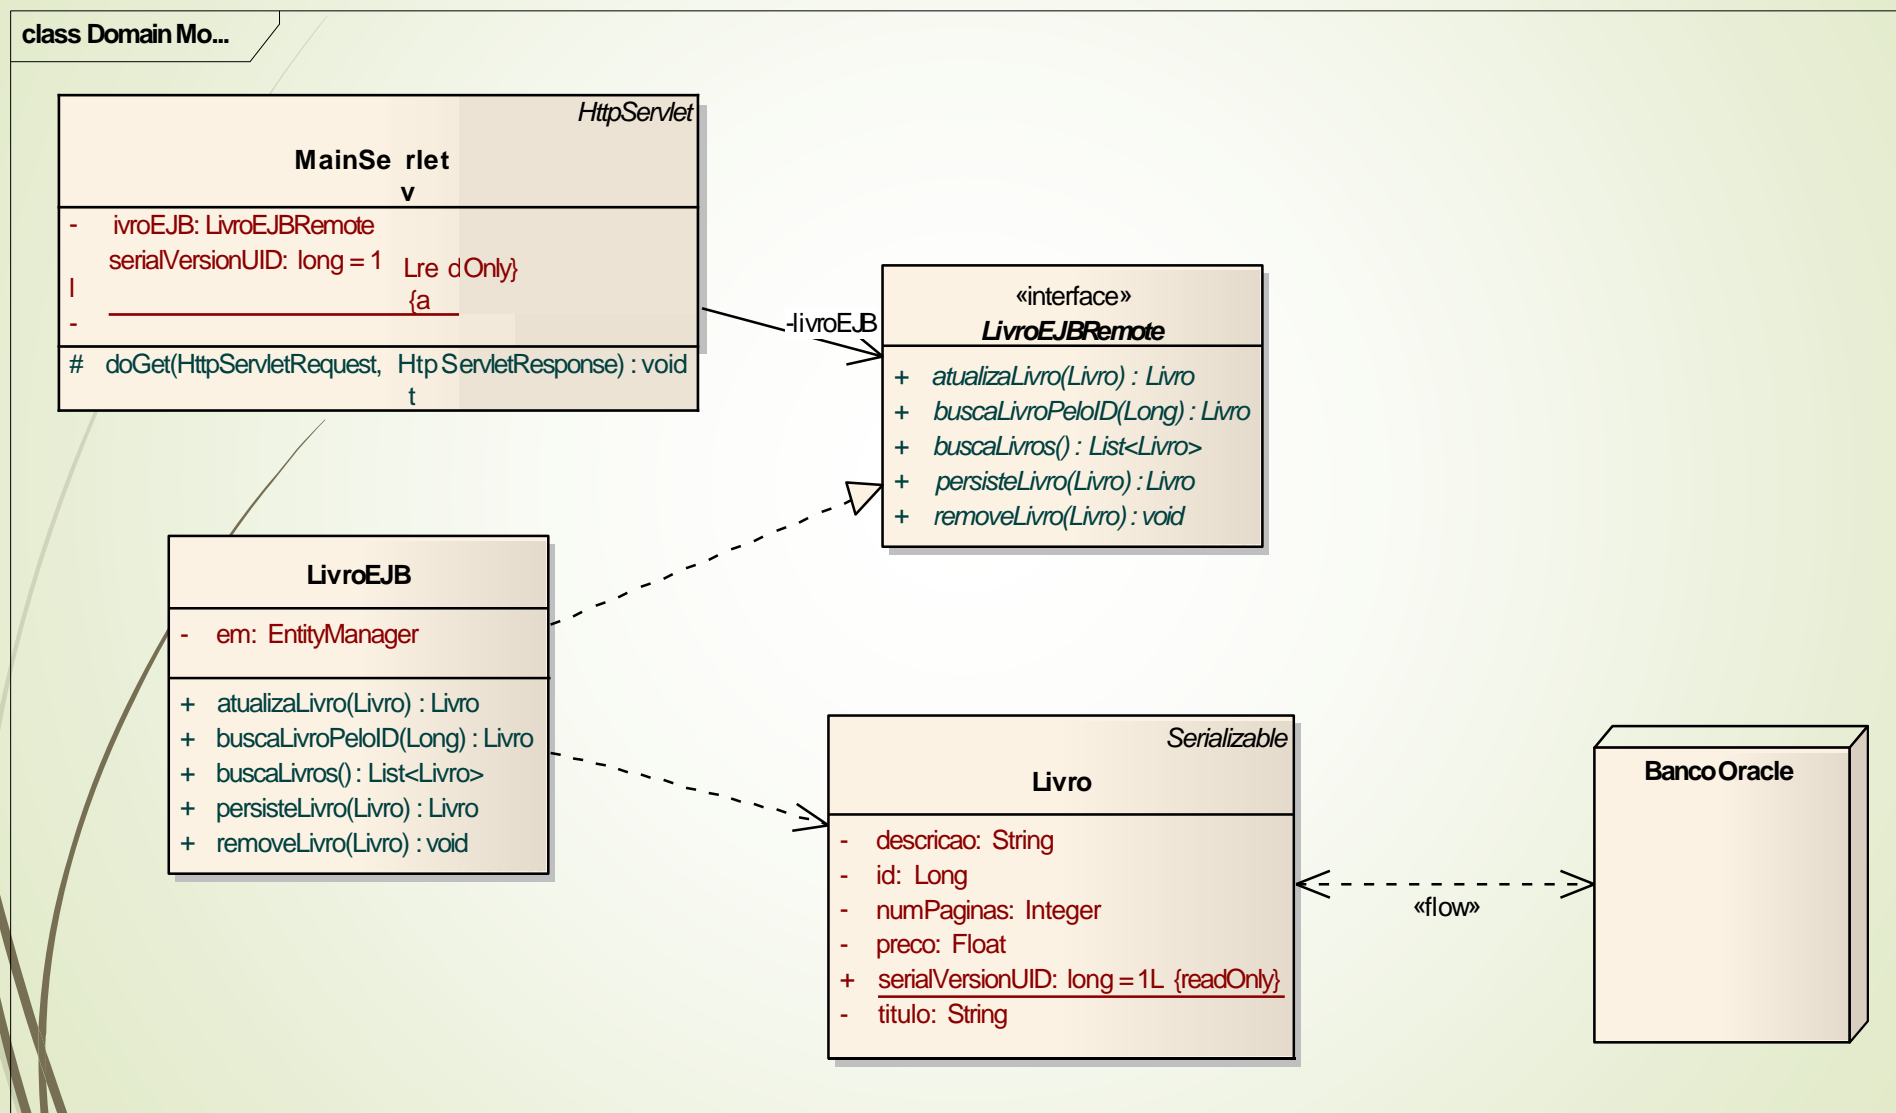 class Domain Mo...
HttpServlet
MainSe rlet
v
- ivroEJB: LivroEJBRemote
serialVersionUID: long = 1 Lre dOnly}
l {a
-
# doGet(HttpServletRequest, Htp ServletResponse) : void
t
-livroEJB
«interface»
LivroEJBRemote
+ atualizaLivro(Livro) : Livro
+ buscaLivroPeloID(Long) : Livro
+ buscaLivros() : List<Livro>
+ persisteLivro(Livro) : Livro
+ removeLivro(Livro) : void
LivroEJB
- em: EntityManager
+ atualizaLivro(Livro) : Livro
+ buscaLivroPeloID(Long) : Livro
+ buscaLivros() : List<Livro>
+ persisteLivro(Livro) : Livro
+ removeLivro(Livro) : void
Serializable
Livro
- descricao: String
- id: Long
- numPaginas: Integer
- preco: Float
+ serialVersionUID: long = 1L {readOnly}
- titulo: String
«flow»
Banco Oracle